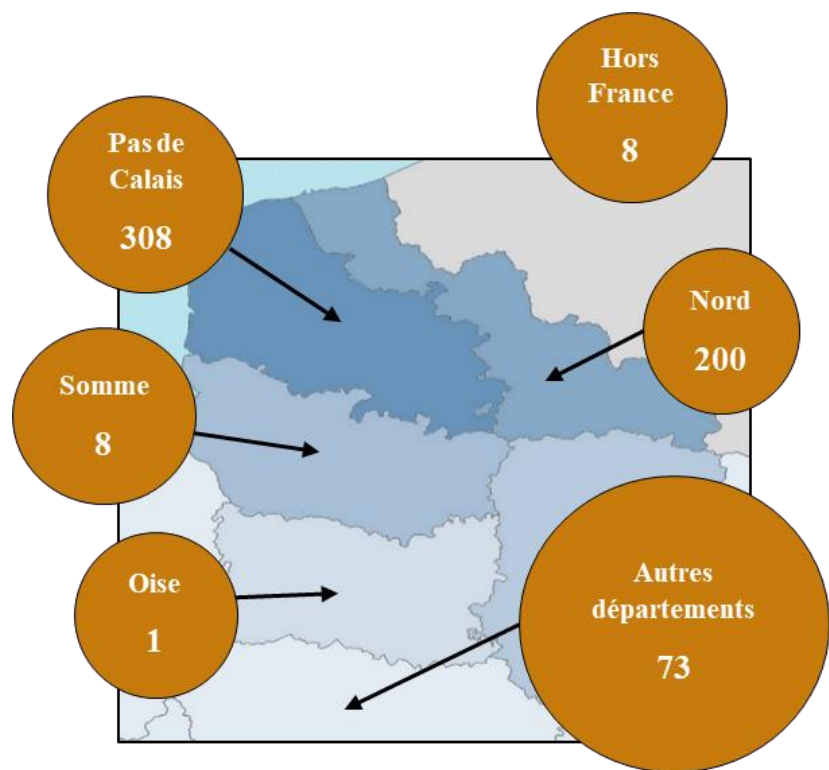 Hors
France
8
Pas de
Calais
308
Nord
200
Somme
8
Oise
1
Autres
départements
73